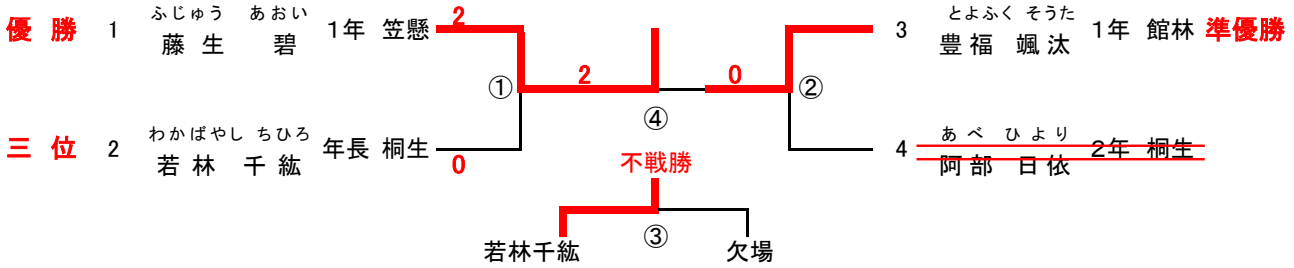 ふじゅう あおい
優勝 1 藤生 碧 1年 笠懸 2
とよふく そうた
3 豊福 颯汰 1年 館林 準優勝
① 2 0 ②
④
わかばやし ちひろ
三位 2 若林 千紘 年長 桐生 0
あべ ひより
4 阿部 日依 2年 桐生
不戦勝
③
若林千紘 欠場